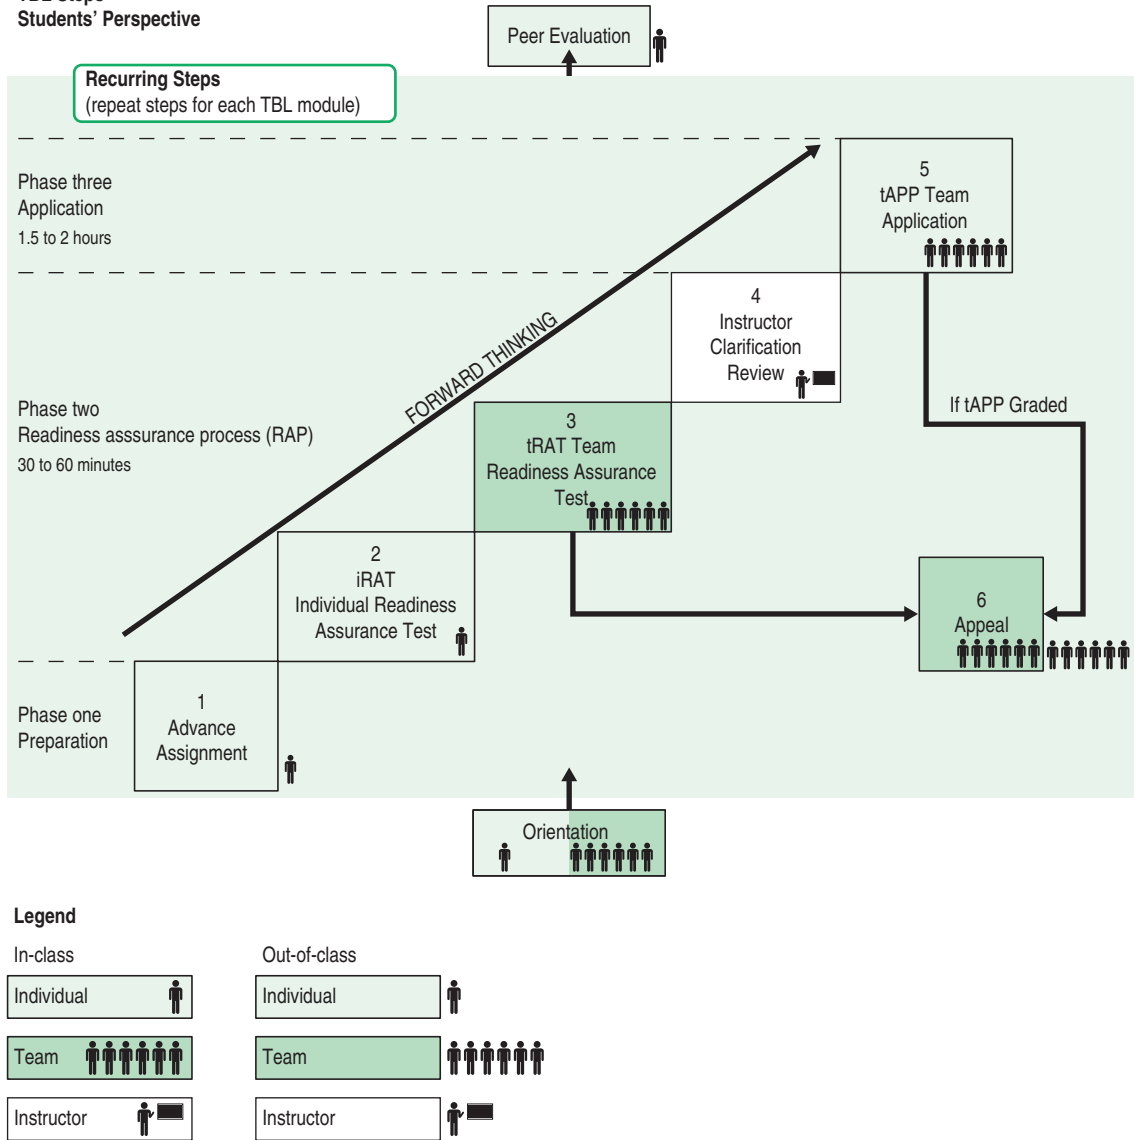 TBL Steps
Students' Perspective
Peer Evaluation
Recurring Steps
(repeat steps for each TBL module)
Phase three
Application
1.5 to 2 hours
5
tAPP Team
Application
4
Instructor
Clarification
Review
FORWARD THINKING
If tAPP Graded
Phase two
Readiness asssurance process (RAP)
30 to 60 minutes
3
tRAT Team
Readiness Assurance
Test
2
iRAT
Individual Readiness
Assurance Test
6
Appeal
Phase one
Preparation
1
Advance
Assignment
Orientation
Legend
In-class
Out-of-class
Individual
Individual
Team
Team
Instructor
Instructor